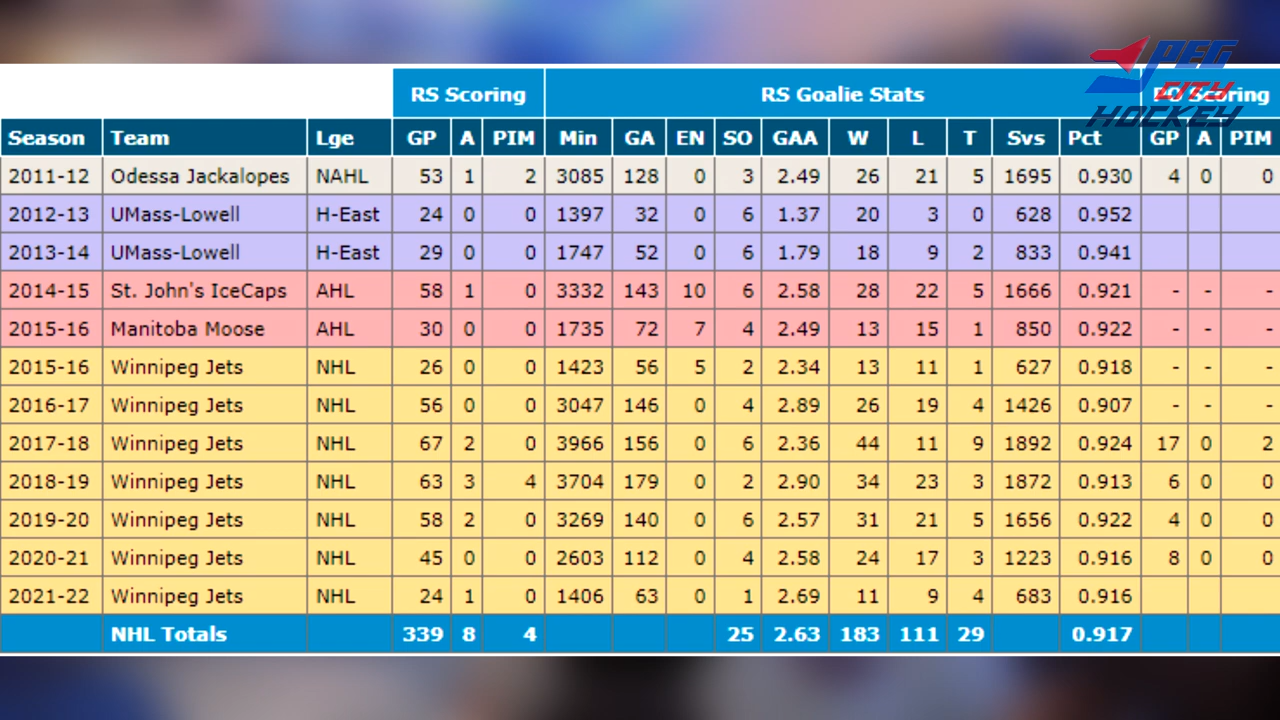 PEG CITY HOCKEY
RS Scoring RS Goalie Stats PO Scoring
Season Team Lge GP A PIM Min GA EN SO GAA W L T Svs Pct GP A PIM
2011-12 Odessa Jackalopes NAHL 53 1 2 3085 128 0 3 2.49 26 21 5 1695 0.930 4 0 0
2012-13 UMass-Lowell H-East 24 0 0 1397 32 0 6 1.37 20 3 0 628 0.952
2013-14 UMass-Lowell H-East 29 0 0 1747 52 0 6 1.79 18 9 2 833 0.941
2014-15 St. John's IceCaps AHL 58 1 0 3332 143 10 6 2.58 28 22 5 1666 0.921 - - -
2015-16 Manitoba Moose AHL 30 0 0 1735 72 7 4 2.49 13 15 1 850 0.922 - - -
2015-16 Winnipeg Jets NHL 26 0 0 1423 56 5 2 2.34 13 11 1 627 0.918 - - -
2016-17 Winnipeg Jets NHL 56 0 0 3047 146 0 4 2.89 26 19 4 1426 0.907 - - -
2017-18 Winnipeg Jets NHL 67 2 0 3966 156 0 6 2.36 44 11 9 1892 0.924 17 0 2
2018-19 Winnipeg Jets NHL 63 3 4 3704 179 0 2 2.90 34 23 3 1872 0.913 6 0 0
2019-20 Winnipeg Jets NHL 58 2 0 3269 140 0 6 2.57 31 21 5 1656 0.922 4 0 0
2020-21 Winnipeg Jets NHL 45 0 0 2603 112 0 4 2.58 24 17 3 1223 0.916 8 0 0
2021-22 Winnipeg Jets NHL 24 1 0 1406 63 0 1 2.69 11 9 4 683 0.916
NHL Totals 339 8 4 25 2.63 183 111 29 0.917